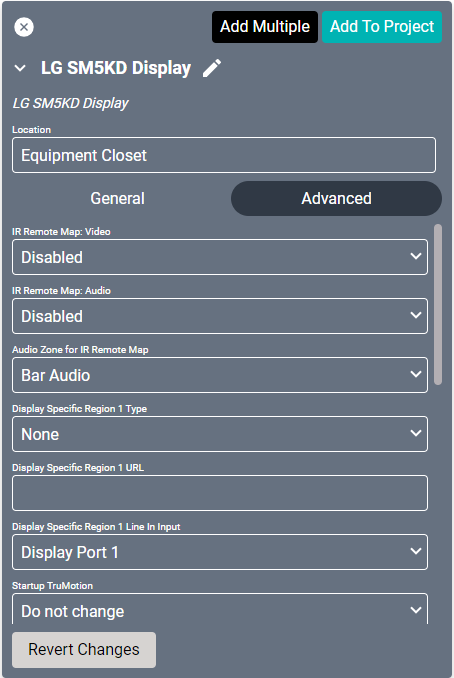 Add Multiple
Add To Project
LG SM5KD Display
LG SM5KD Display
Location
Equipment Closet
General
Advanced
IR Remote Map: Video
Disabled
IR Remote Map: Audio
Disabled
Audio Zone for IR Remote Map
Bar Audio
Display Specific Region 1 Type
None
Display Specific Region 1 URL
Display Specific Region 1 Line In Input
Display Port 1
Startup TruMotion
Do not change
Revert Changes